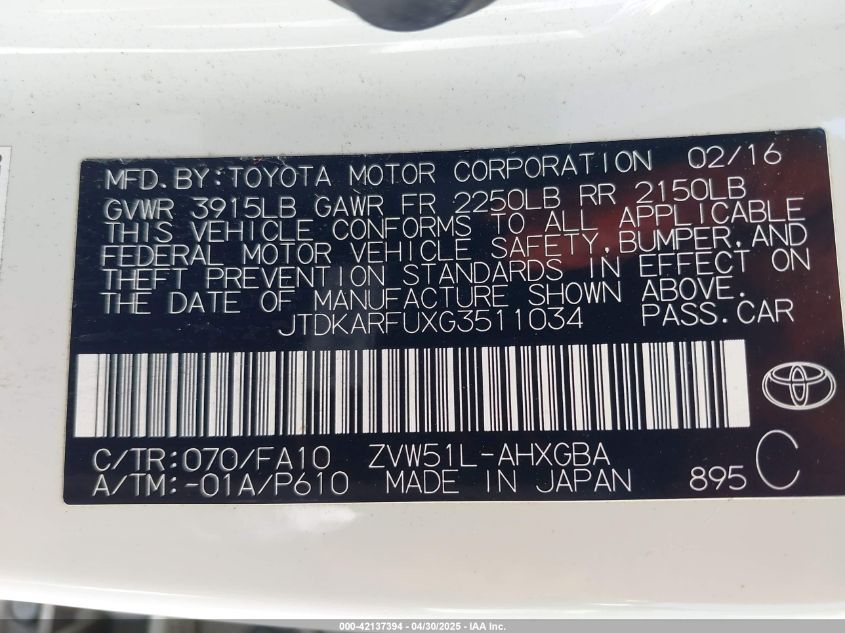 MFD.BY:TOYOTA MOTOR CORPORATION 02/16
GVWR 3915LB GAWR FR 2250LB RR 2150LB
THIS VEHICLE CONFORMS TO ALL APPLICABLE
FEDERAL MOTOR VEHICLE SAFETY,BUMPER,AND
THEFT PREVENTION STANDARDS IN EFFECT ON
THE DATE OF MANUFACTURE SHOWN ABOVE.
JTDKARFUXG3511034 PASS.CAR
C/TR:070/FA10 ZVW51L-AHXGBA
A/TM:-01A/P610 MADE IN JAPAN 895 C
000-42137394 - 04/30/2025 - IAA Inc.